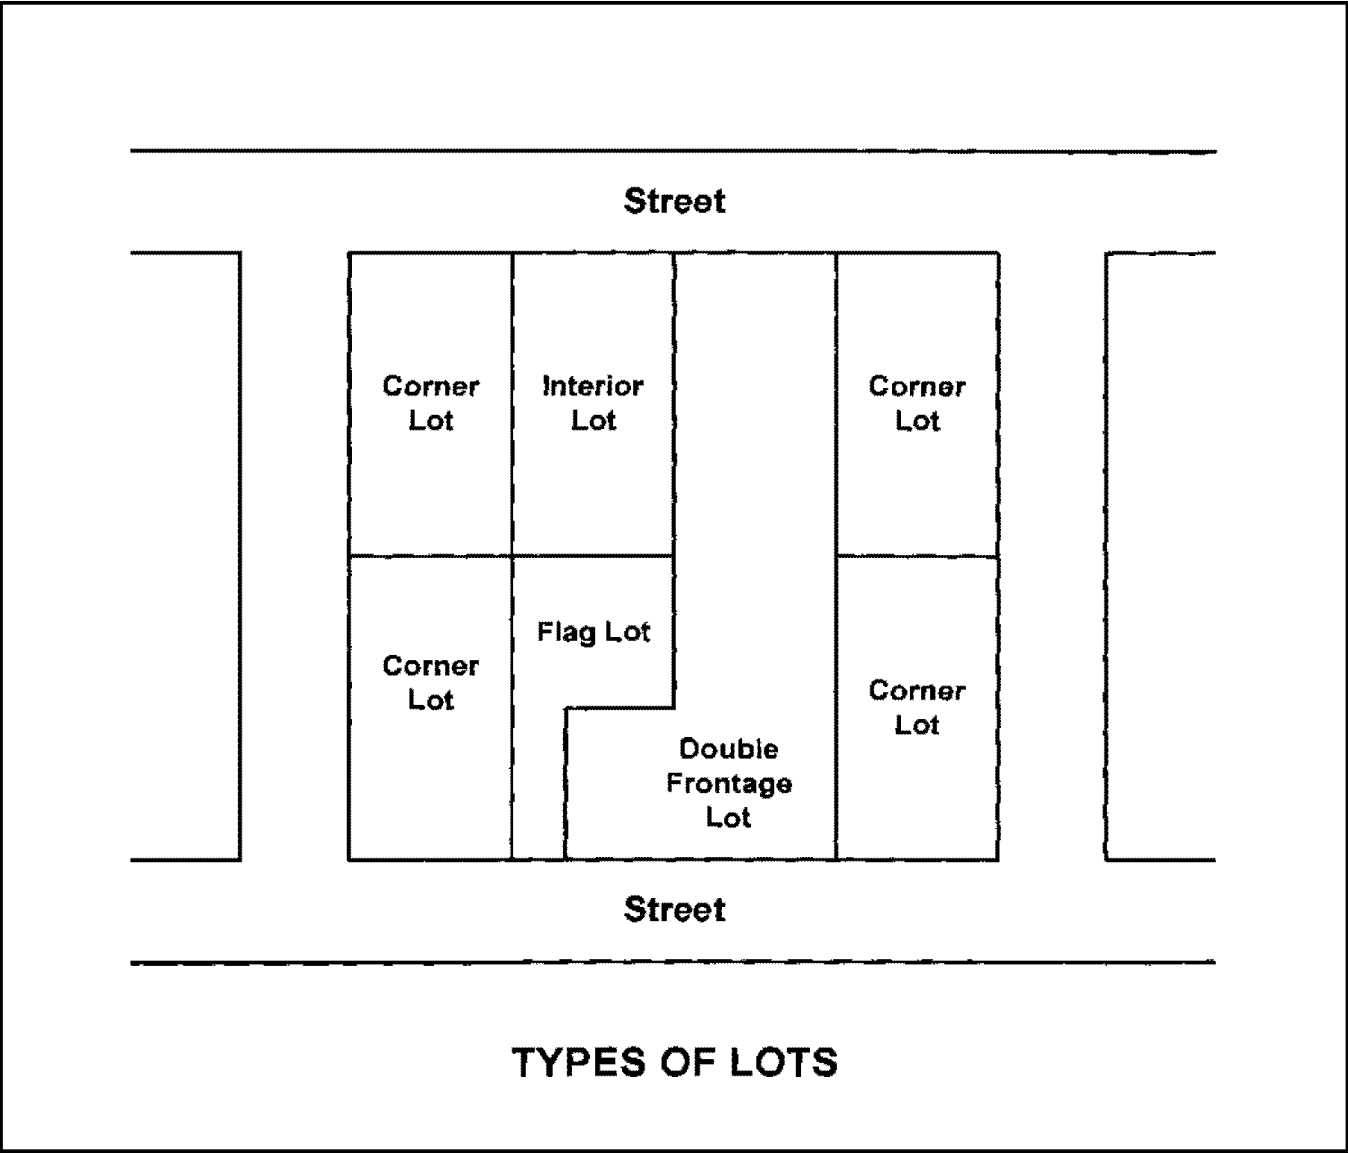 Street
Corner
Lot
Interior
Lot
Corner
Lot
Flag Lot
Corner
Lot
Corner
Lot
Double
Frontage
Lot
Street
TYPES OF LOTS